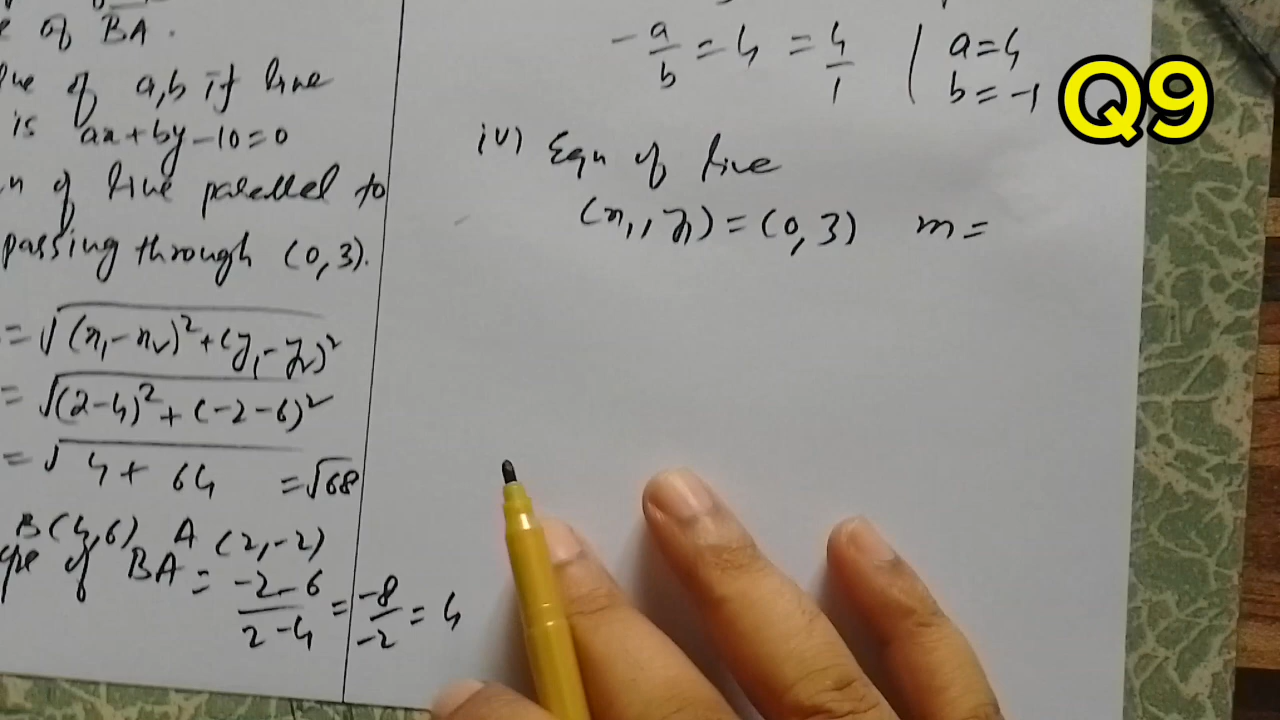 of BA.
of a,b if line
is ax+by-10=0
of line parallel to
passing through (0,3).
= √(x₁-x₂)²+(y₁-y₂)²
= √(2-4)²+(-2-6)²
= √4+64 =√68
B(4,6) A (2,-2)
of BA = -2-6/2-4 = -8/-2 = 4
-a/b = 4 = 4/1 | a=4
b=-1
Q9
iv) Eqn of line
(x₁,y₁)=(0,3) m=